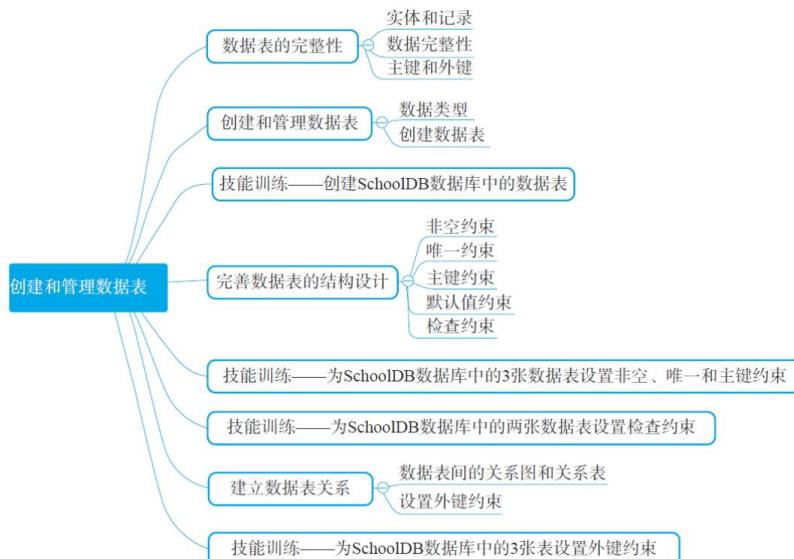 实体和记录
数据表的完整性
数据完整性
主键和外键
创建和管理数据表
数据类型
创建数据表
技能训练——创建SchoolDB数据库中的数据表
非空约束
唯一约束
完善数据表的结构设计
主键约束
默认值约束
检查约束
创建和管理数据表
技能训练——为SchoolDB数据库中的3张数据表设置非空、唯一和主键约束
技能训练——为SchoolDB数据库中的两张数据表设置检查约束
建立数据表关系
数据表间的关系图和关系表
设置外键约束
技能训练——为SchoolDB数据库中的3张表设置外键约束